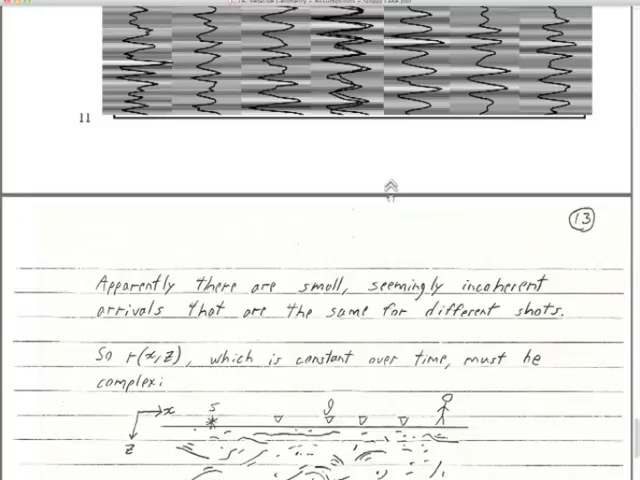 11
13
Apparently there are small, seemingly incoherent
arrivals that are the same for different shots.
So r(x,z), which is constant over time, must be
complex:
x
s
g
z